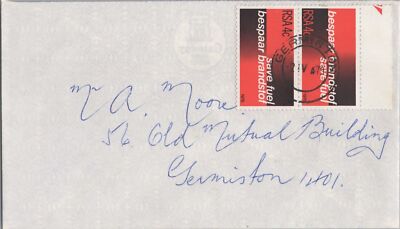 RSA 4c
bespaar brandstof
save fuel
RSA 4c
bespaar brandstof
save fuel
GERMISTON
Mr A. Moore.
56 Old Mutual Building
Germiston 1401.